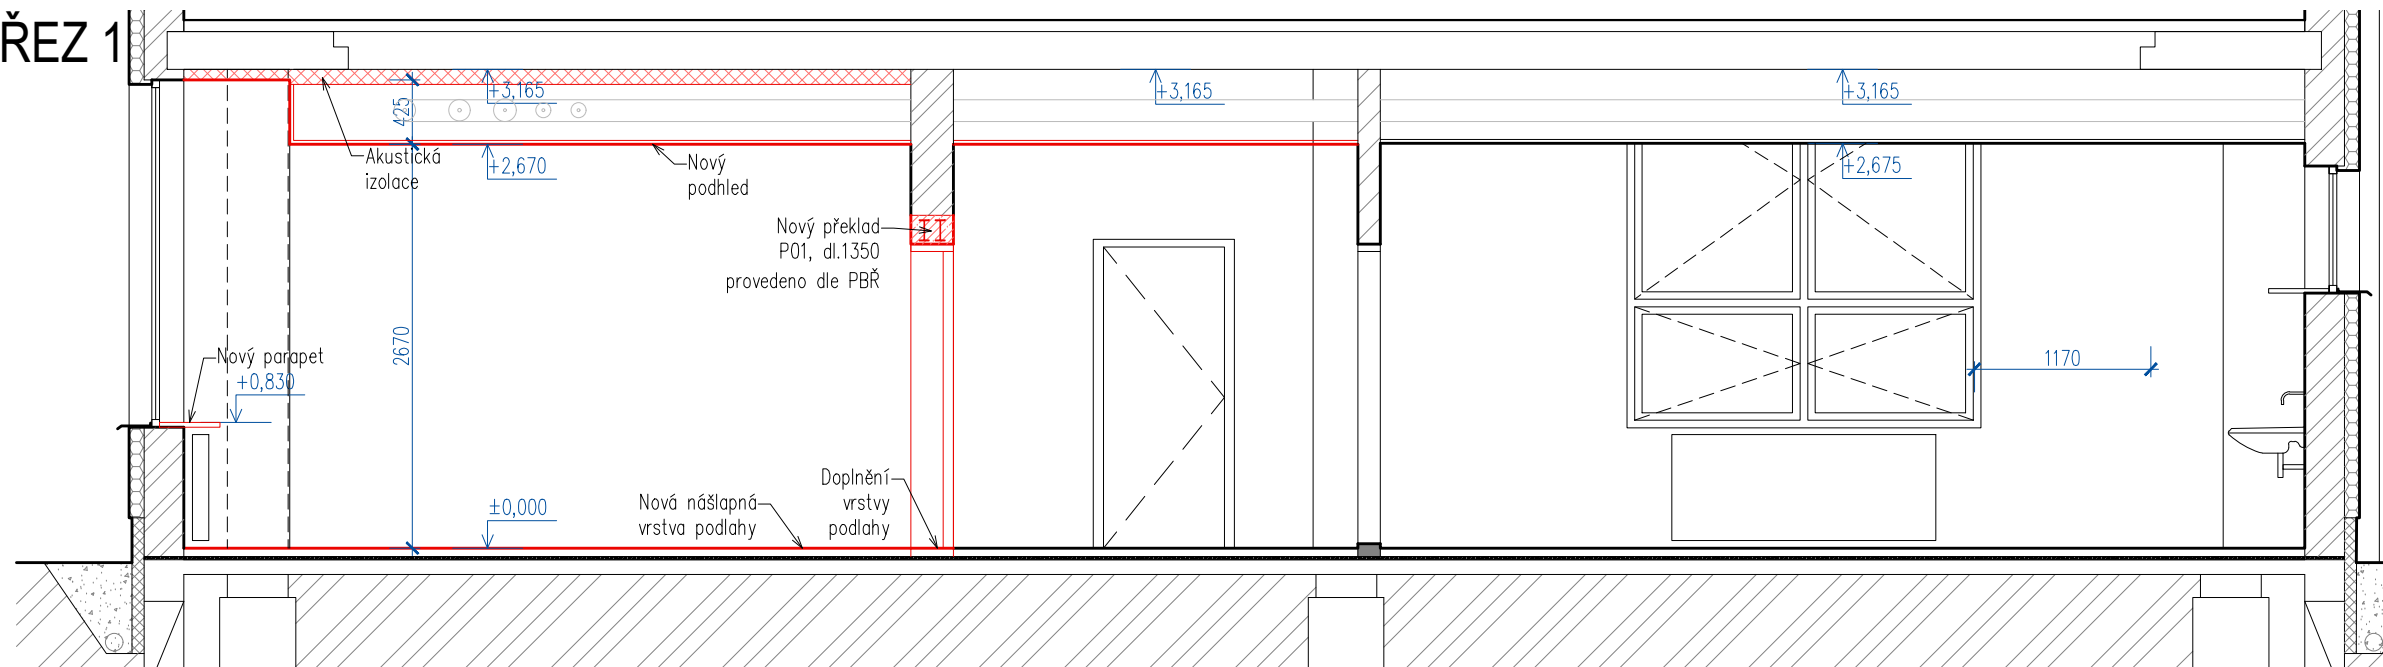 ŘEZ 1
+3,165
+3,165
+3,165
425
Akustická
izolace
+2,670
Nový
podhled
+2,675
Nový překlad
P01, dl.1350
provedeno dle PBŘ
2670
Nový parapet
+0,830
1170
±0,000
Nová nášlapná
vrstva podlahy
Doplnění
vrstvy
podlahy